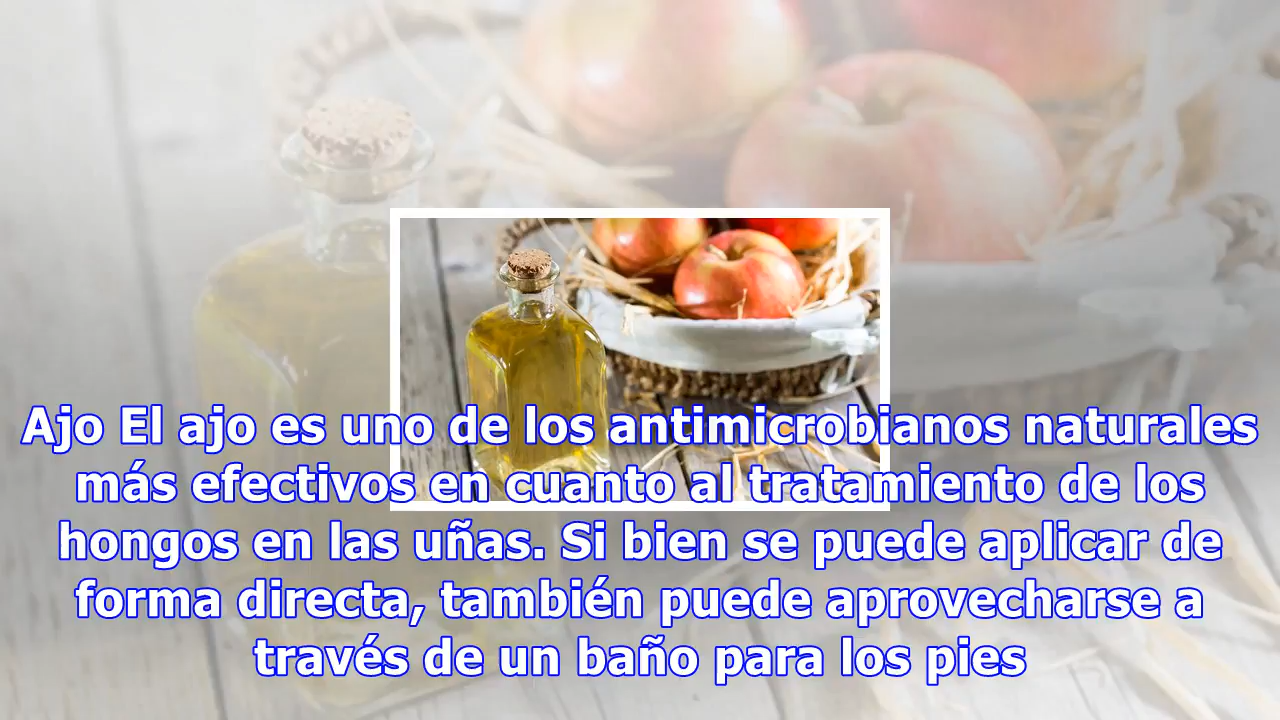 Ajo El ajo es uno de los antimicrobianos naturales
más efectivos en cuanto al tratamiento de los
hongos en las uñas. Si bien se puede aplicar de
forma directa, también puede aprovecharse a
través de un baño para los pies